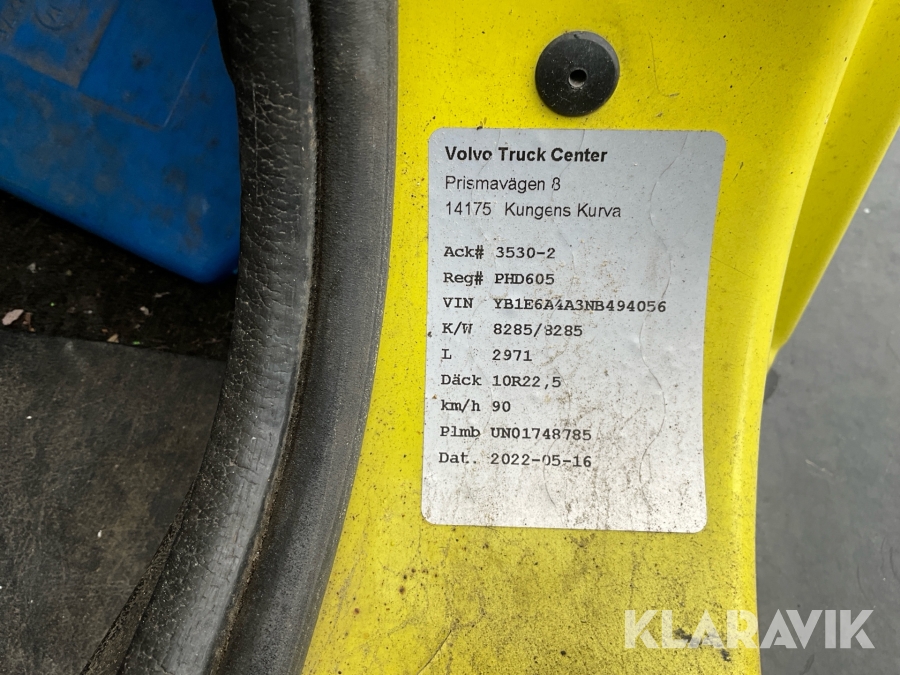 Volvo Truck Center
Prismavägen 8
14175 Kungens Kurva
Ack# 3530-2
Reg# PHD605
VIN YB1E6A4A3NB494056
K/W 8285/8285
L 2971
Däck 10R22,5
km/h 90
Plmb UN01748785
Dat. 2022-05-16
KLARAVIK